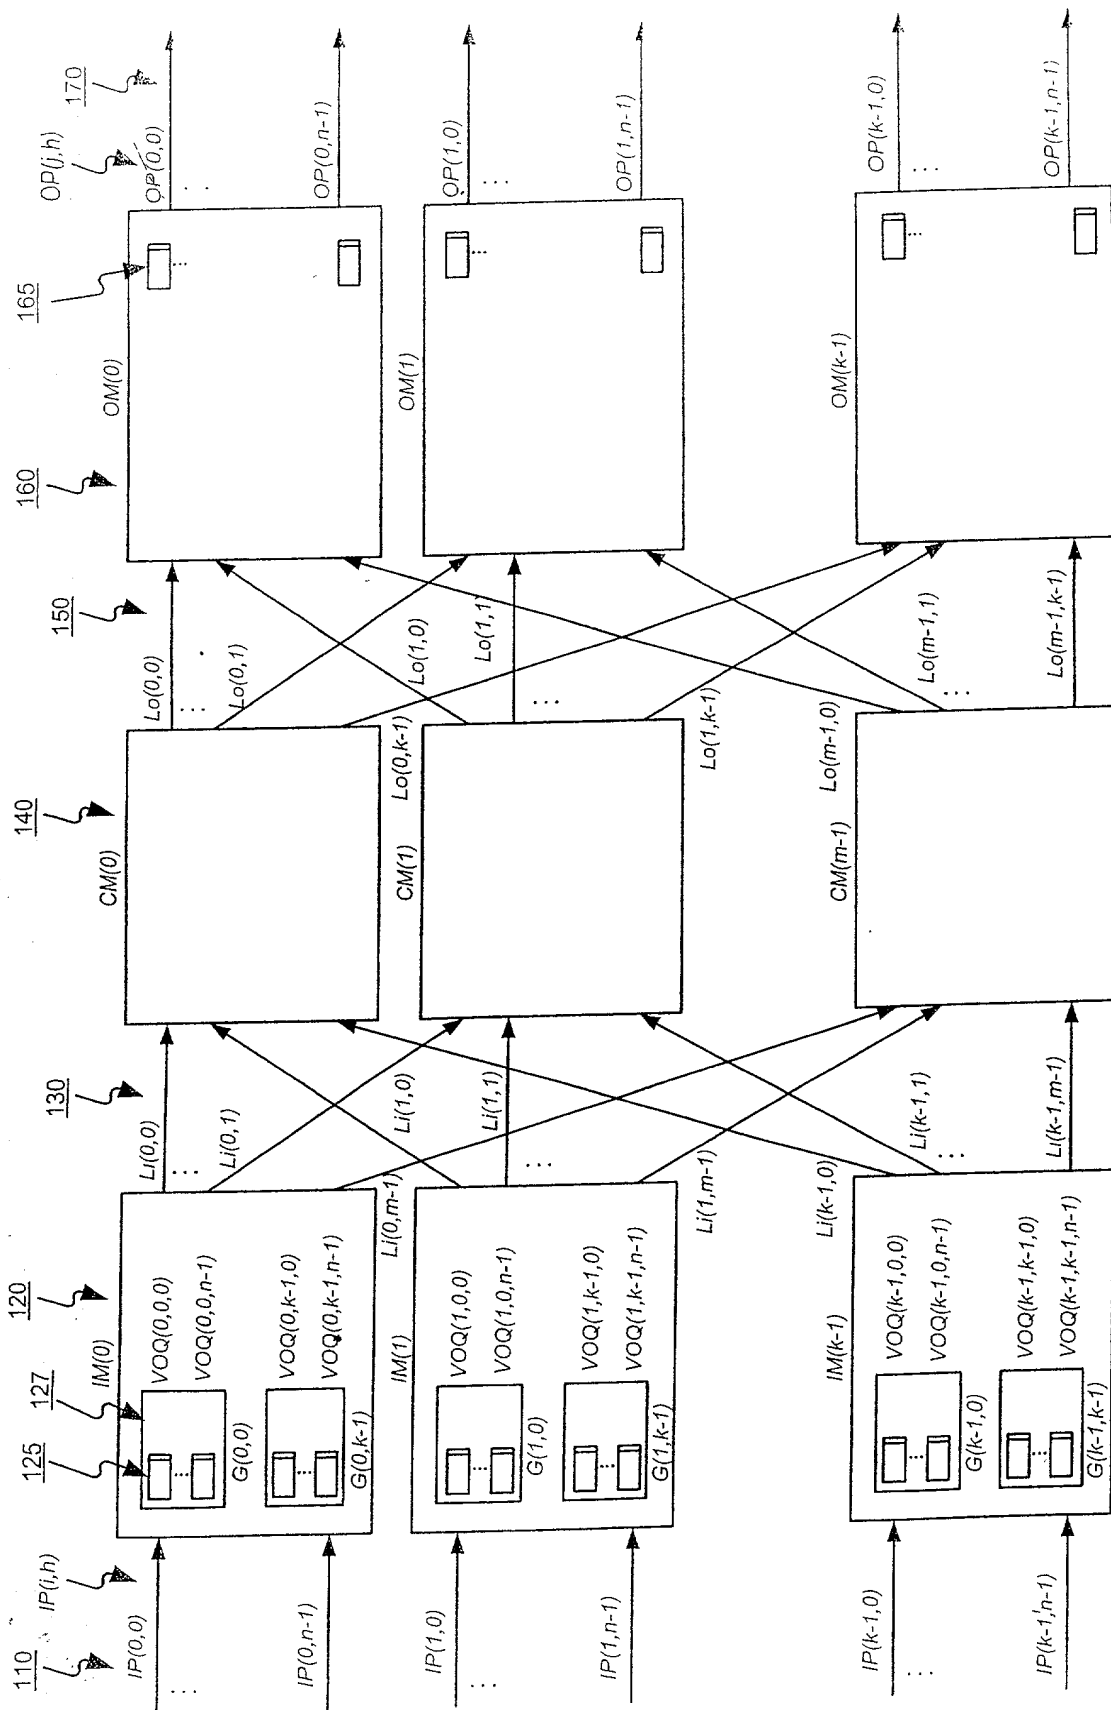 110
IP(i,h)
125
127
120
130
140
150
160
165
OP(j,h)
170
IP(0,0)
...
IP(0,n-1)
IM(0)
VOQ(0,0,0)
...
VOQ(0,0,n-1)
G(0,0)
VOQ(0,k-1,0)
...
VOQ(0,k-1,n-1)
G(0,k-1)
Li(0,0)
...
Li(0,1)
Li(0,m-1)
CM(0)
Lo(0,0)
...
Lo(0,1)
Lo(0,k-1)
OM(0)
...
OP(0,0)
...
OP(0,n-1)
IP(1,0)
...
IP(1,n-1)
IM(1)
VOQ(1,0,0)
...
VOQ(1,0,n-1)
G(1,0)
VOQ(1,k-1,0)
...
VOQ(1,k-1,n-1)
G(1,k-1)
Li(1,0)
Li(1,1)
...
Li(1,m-1)
CM(1)
Lo(1,0)
Lo(1,1)
...
Lo(1,k-1)
OM(1)
...
OP(1,0)
...
OP(1,n-1)
IP(k-1,0)
...
IP(k-1,n-1)
IM(k-1)
VOQ(k-1,0,0)
...
VOQ(k-1,0,n-1)
G(k-1,0)
VOQ(k-1,k-1,0)
...
VOQ(k-1,k-1,n-1)
G(k-1,k-1)
Li(k-1,0)
Li(k-1,1)
...
Li(k-1,m-1)
CM(m-1)
Lo(m-1,0)
Lo(m-1,1)
...
Lo(m-1,k-1)
OM(k-1)
...
OP(k-1,0)
...
OP(k-1,n-1)